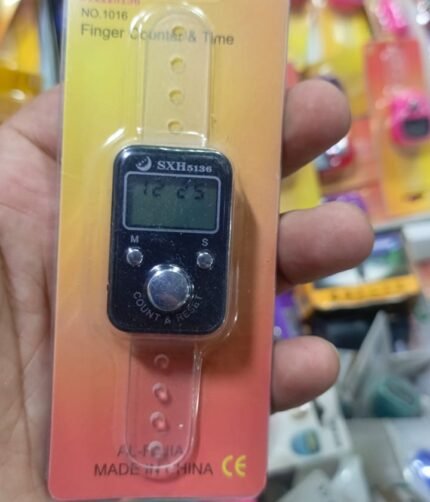 NO.1016
Finger Counter & Time
SXH5136
12 25
M S
COUNT & RESET
MADE IN CHINA CE